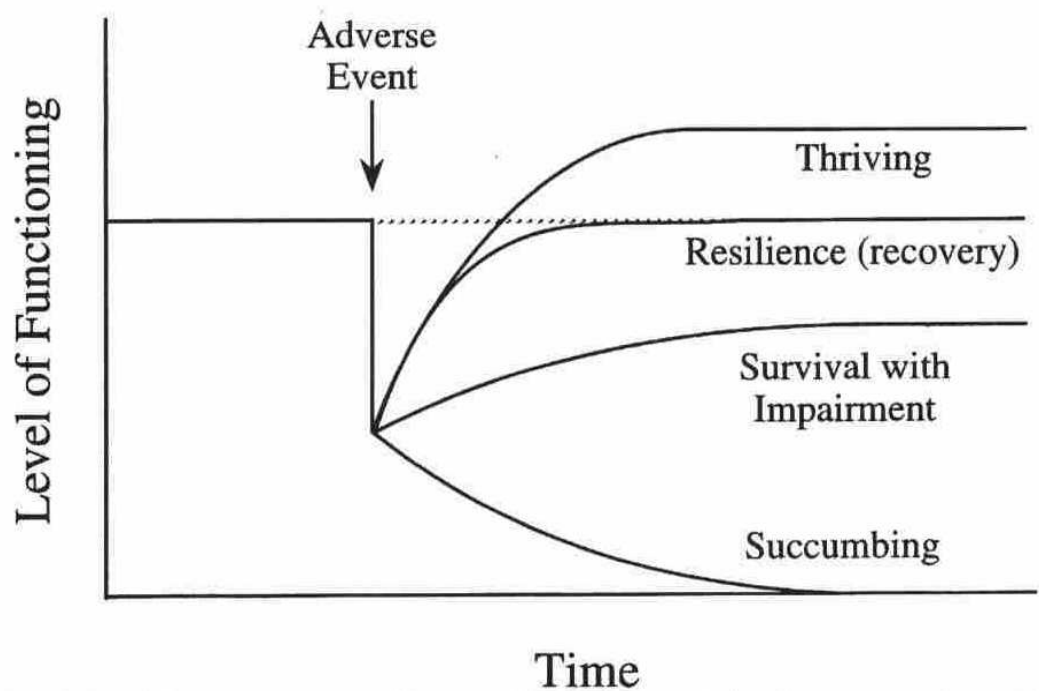 Adverse
Event
Level of Functioning
Thriving
Resilience (recovery)
Survival with
Impairment
Succumbing
Time